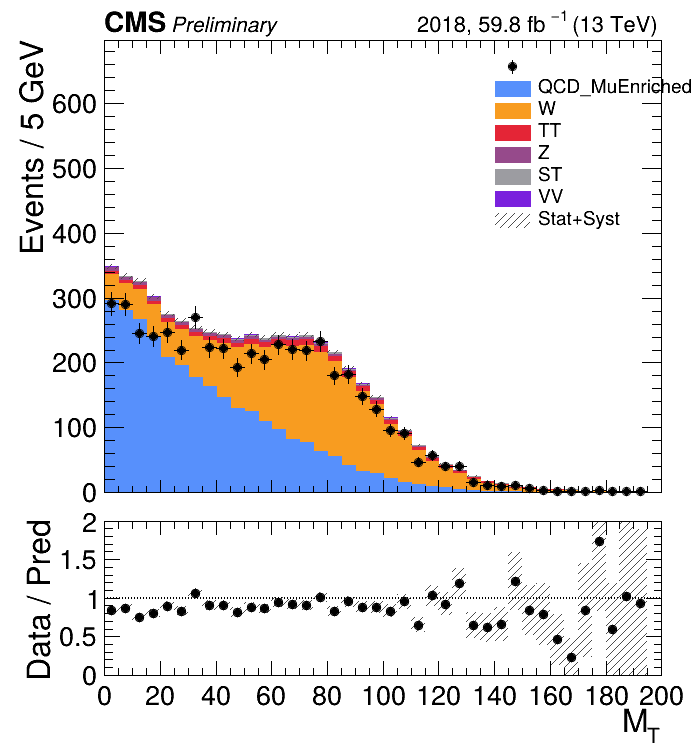 CMS Preliminary 2018, 59.8 fb⁻¹ (13 TeV)
Events / 5 GeV
600
500
400
300
200
100
0
QCD_MuEnriched
W
TT
Z
ST
VV
Stat+Syst
Data / Pred
2
1.5
1
0.5
0
0 20 40 60 80 100 120 140 160 180 200
M_T